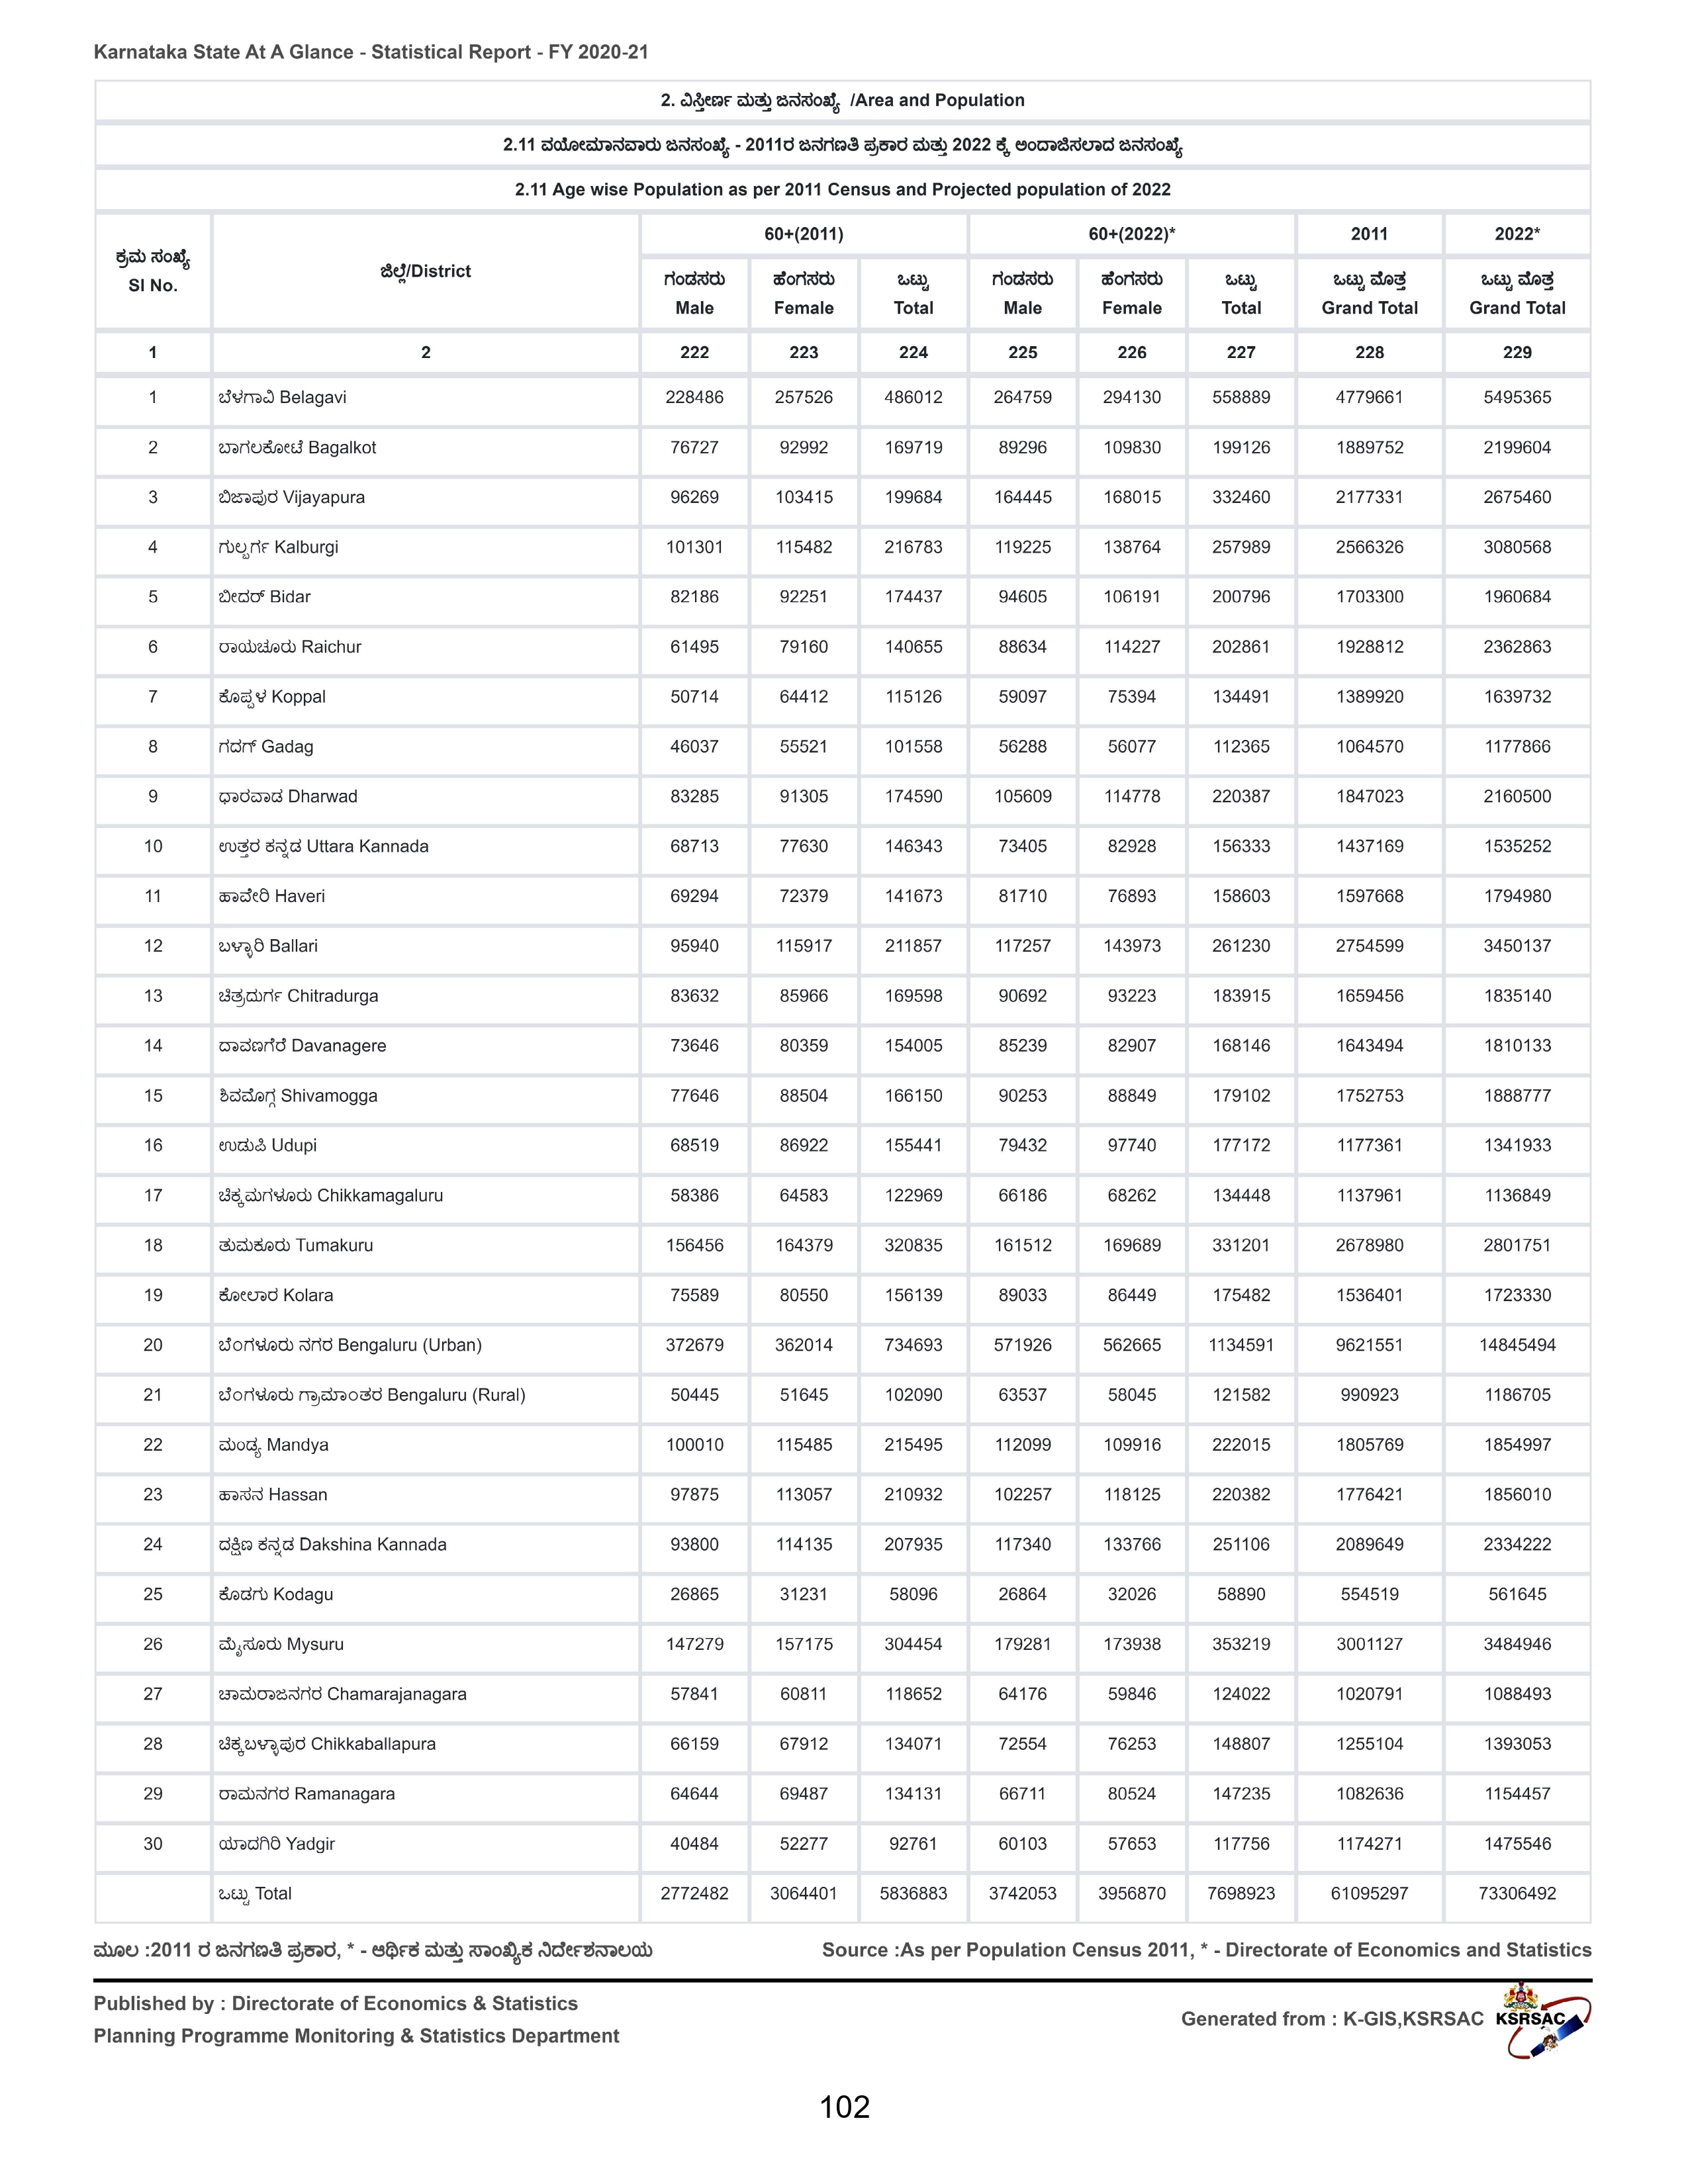 Karnataka State At A Glance - Statistical Report - FY 2020-21
2. ವಿಸ್ತೀರ್ಣ ಮತ್ತು ಜನಸಂಖ್ಯೆ /Area and Population
2.11 ವಯೋಮಾನವಾರು ಜನಸಂಖ್ಯೆ - 2011ರ ಜನಗಣತಿ ಪ್ರಕಾರ ಮತ್ತು 2022 ಕ್ಕೆ ಅಂದಾಜಿಸಲಾದ ಜನಸಂಖ್ಯೆ
2.11 Age wise Population as per 2011 Census and Projected population of 2022
ಕ್ರಮ ಸಂಖ್ಯೆ ಜಿಲ್ಲೆ/District 60+(2011) 60+(2022)* 2011 2022*
ಗಂಡಸರು ಹೆಂಗಸರು ಒಟ್ಟು ಗಂಡಸರು ಹೆಂಗಸರು ಒಟ್ಟು ಒಟ್ಟು ಮೊತ್ತ ಒಟ್ಟು ಮೊತ್ತ
SI No. Male Female Total Male Female Total Grand Total Grand Total
1 2 222 223 224 225 226 227 228 229
1 ಬೆಳಗಾವಿ Belagavi 228486 257526 486012 264759 294130 558889 4779661 5495365
2 ಬಾಗಲಕೋಟೆ Bagalkot 76727 92992 169719 89296 109830 199126 1889752 2199604
3 ಬಿಜಾಪುರ Vijayapura 96269 103415 199684 164445 168015 332460 2177331 2675460
4 ಗುಲ್ಬರ್ಗ Kalburgi 101301 115482 216783 119225 138764 257989 2566326 3080568
5 ಬೀದರ್ Bidar 82186 92251 174437 94605 106191 200796 1703300 1960684
6 ರಾಯಚೂರು Raichur 61495 79160 140655 88634 114227 202861 1928812 2362863
7 ಕೊಪ್ಪಳ Koppal 50714 64412 115126 59097 75394 134491 1389920 1639732
8 ಗದಗ್ Gadag 46037 55521 101558 56288 56077 112365 1064570 1177866
9 ಧಾರವಾಡ Dharwad 83285 91305 174590 105609 114778 220387 1847023 2160500
10 ಉತ್ತರ ಕನ್ನಡ Uttara Kannada 68713 77630 146343 73405 82928 156333 1437169 1535252
11 ಹಾವೇರಿ Haveri 69294 72379 141673 81710 76893 158603 1597668 1794980
12 ಬಳ್ಳಾರಿ Ballari 95940 115917 211857 117257 143973 261230 2754599 3450137
13 ಚಿತ್ರದುರ್ಗ Chitradurga 83632 85966 169598 90692 93223 183915 1659456 1835140
14 ದಾವಣಗೆರೆ Davanagere 73646 80359 154005 85239 82907 168146 1643494 1810133
15 ಶಿವಮೊಗ್ಗ Shivamogga 77646 88504 166150 90253 88849 179102 1752753 1888777
16 ಉಡುಪಿ Udupi 68519 86922 155441 79432 97740 177172 1177361 1341933
17 ಚಿಕ್ಕಮಗಳೂರು Chikkamagaluru 58386 64583 122969 66186 68262 134448 1137961 1136849
18 ತುಮಕೂರು Tumakuru 156456 164379 320835 161512 169689 331201 2678980 2801751
19 ಕೋಲಾರ Kolara 75589 80550 156139 89033 86449 175482 1536401 1723330
20 ಬೆಂಗಳೂರು ನಗರ Bengaluru (Urban) 372679 362014 734693 571926 562665 1134591 9621551 14845494
21 ಬೆಂಗಳೂರು ಗ್ರಾಮಾಂತರ Bengaluru (Rural) 50445 51645 102090 63537 58045 121582 990923 1186705
22 ಮಂಡ್ಯ Mandya 100010 115485 215495 112099 109916 222015 1805769 1854997
23 ಹಾಸನ Hassan 97875 113057 210932 102257 118125 220382 1776421 1856010
24 ದಕ್ಷಿಣ ಕನ್ನಡ Dakshina Kannada 93800 114135 207935 117340 133766 251106 2089649 2334222
25 ಕೊಡಗು Kodagu 26865 31231 58096 26864 32026 58890 554519 561645
26 ಮೈಸೂರು Mysuru 147279 157175 304454 179281 173938 353219 3001127 3484946
27 ಚಾಮರಾಜನಗರ Chamarajanagara 57841 60811 118652 64176 59846 124022 1020791 1088493
28 ಚಿಕ್ಕಬಳ್ಳಾಪುರ Chikkaballapura 66159 67912 134071 72554 76253 148807 1255104 1393053
29 ರಾಮನಗರ Ramanagara 64644 69487 134131 66711 80524 147235 1082636 1154457
30 ಯಾದಗಿರಿ Yadgir 40484 52277 92761 60103 57653 117756 1174271 1475546
ಒಟ್ಟು Total 2772482 3064401 5836883 3742053 3956870 7698923 61095297 73306492
ಮೂಲ :2011 ರ ಜನಗಣತಿ ಪ್ರಕಾರ, * - ಆರ್ಥಿಕ ಮತ್ತು ಸಾಂಖ್ಯಿಕ ನಿರ್ದೇಶನಾಲಯ Source :As per Population Census 2011, * - Directorate of Economics and Statistics
Published by : Directorate of Economics & Statistics
Planning Programme Monitoring & Statistics Department
Generated from : K-GIS,KSRSAC KSRSAC
102